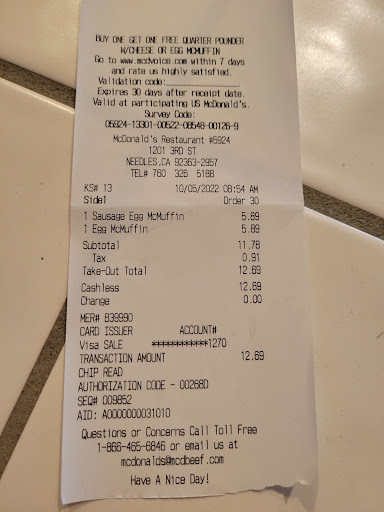 BUY ONE GET ONE FREE QUARTER POUNDER
W/CHEESE OR EGG MCMUFFIN
Go to www.mcdvoice.com within 7 days
and rate us highly satisfied.
Validation code:
Expires 30 days after receipt date.
Valid at participating US McDonald's.
Survey Code:
05924-13301-00522-08548-00126-9
McDonald's Restaurant #5924
1201 3RD ST
NEEDLES,CA 92363-2957
TEL# 760 326 5188
KS# 13 10/05/2022 08:54 AM
Side1 Order 30
1 Sausage Egg McMuffin 5.89
1 Egg McMuffin 5.89
Subtotal 11.78
Tax 0.91
Take-Out Total 12.69
Cashless 12.69
Change 0.00
MER# 839990
CARD ISSUER ACCOUNT#
Visa SALE ************1270
TRANSACTION AMOUNT 12.69
CHIP READ
AUTHORIZATION CODE - 00268D
SEQ# 009852
AID: A0000000031010
Questions or Concerns Call Toll Free
1-866-465-6846 or email us at
mcdonalds@mcdbeef.com
Have A Nice Day!